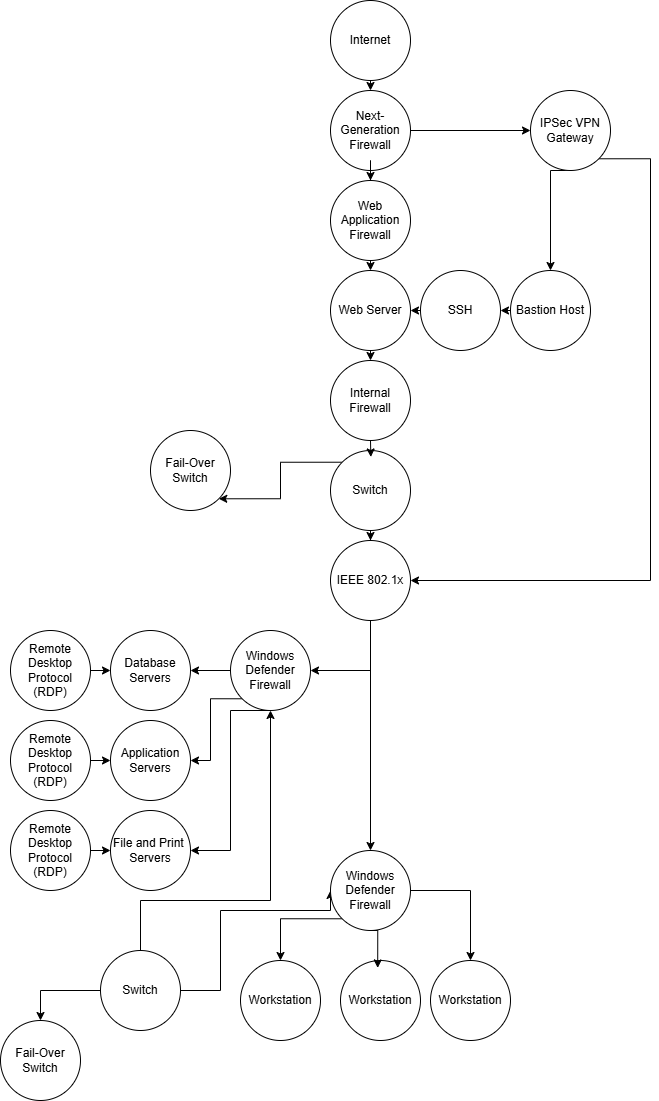 Internet
Next-
Generation
Firewall
IPSec VPN
Gateway
Web
Application
Firewall
Web Server
SSH
Bastion Host
Internal
Firewall
Fail-Over
Switch
Switch
IEEE 802.1x
Remote
Desktop
Protocol
(RDP)
Database
Servers
Windows
Defender
Firewall
Remote
Desktop
Protocol
(RDP)
Application
Servers
Remote
Desktop
Protocol
(RDP)
File and Print
Servers
Windows
Defender
Firewall
Switch
Workstation
Workstation
Workstation
Fail-Over
Switch